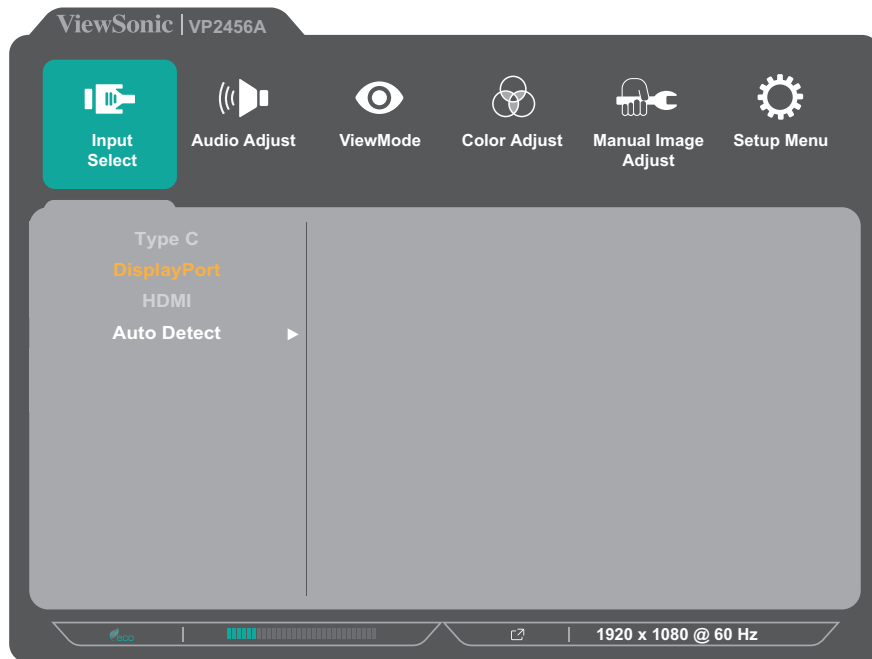 ViewSonic | VP2456A
Input
Select
Audio Adjust
ViewMode
Color Adjust
Manual Image
Adjust
Setup Menu
Type C
DisplayPort
HDMI
Auto Detect
eco
1920 x 1080 @ 60 Hz